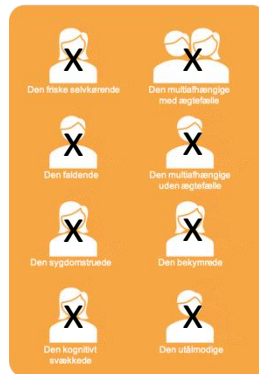 X
X
Den friske selvkørende
Den multiafhængige
med ægtefælle
X
X
Den faldende
Den multiafhængige
uden ægtefælle
X
X
Den sygdomstruede
Den bekymrede
X
X
Den kognitivt
svækkede
Den utålmodige